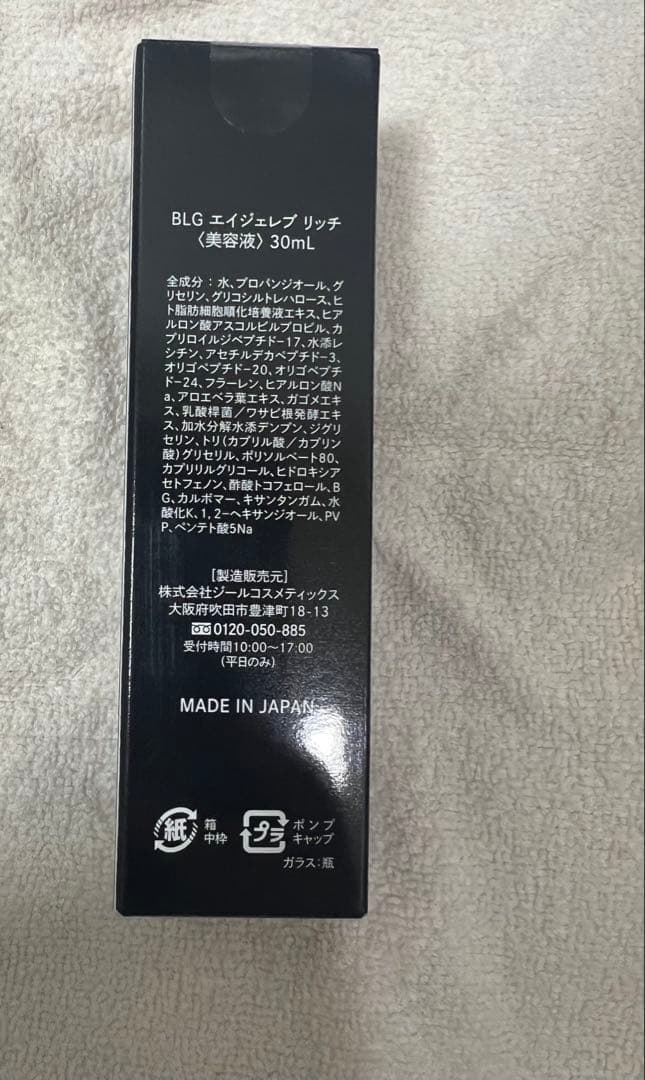 BLG エイジェレブ リッチ
〈美容液〉 30mL
全成分：水、プロパンジオール、グ
リセリン、グリコシルトレハロース、ヒ
ト脂肪細胞順化培養液エキス、ヒア
ルロン酸アスコルビルプロピル、カ
プリロイルジペプチド-17、水添レ
シチン、アセチルデカペプチド-3、
オリゴペプチド-20、オリゴペプチ
ド-24、フラーレン、ヒアルロン酸N
a、アロエベラ葉エキス、ガゴメエキ
ス、乳酸桿菌／ワサビ根発酵エキ
ス、加水分解水添デンプン、ジグリ
セリン、トリ(カプリル酸／カプリン
酸)グリセリル、ポリソルベート80、
カプリリルグリコール、ヒドロキシア
セトフェノン、酢酸トコフェロール、B
G、カルボマー、キサンタンガム、水
酸化K、1,2-ヘキサンジオール、PV
P、ペンテト酸5Na
[製造販売元]
株式会社ジールコスメティックス
大阪府吹田市豊津町18-13
0120-050-885
受付時間10:00～17:00
(平日のみ)
MADE IN JAPAN
紙 箱
中枠
プラ ポンプ
キャップ
ガラス：瓶